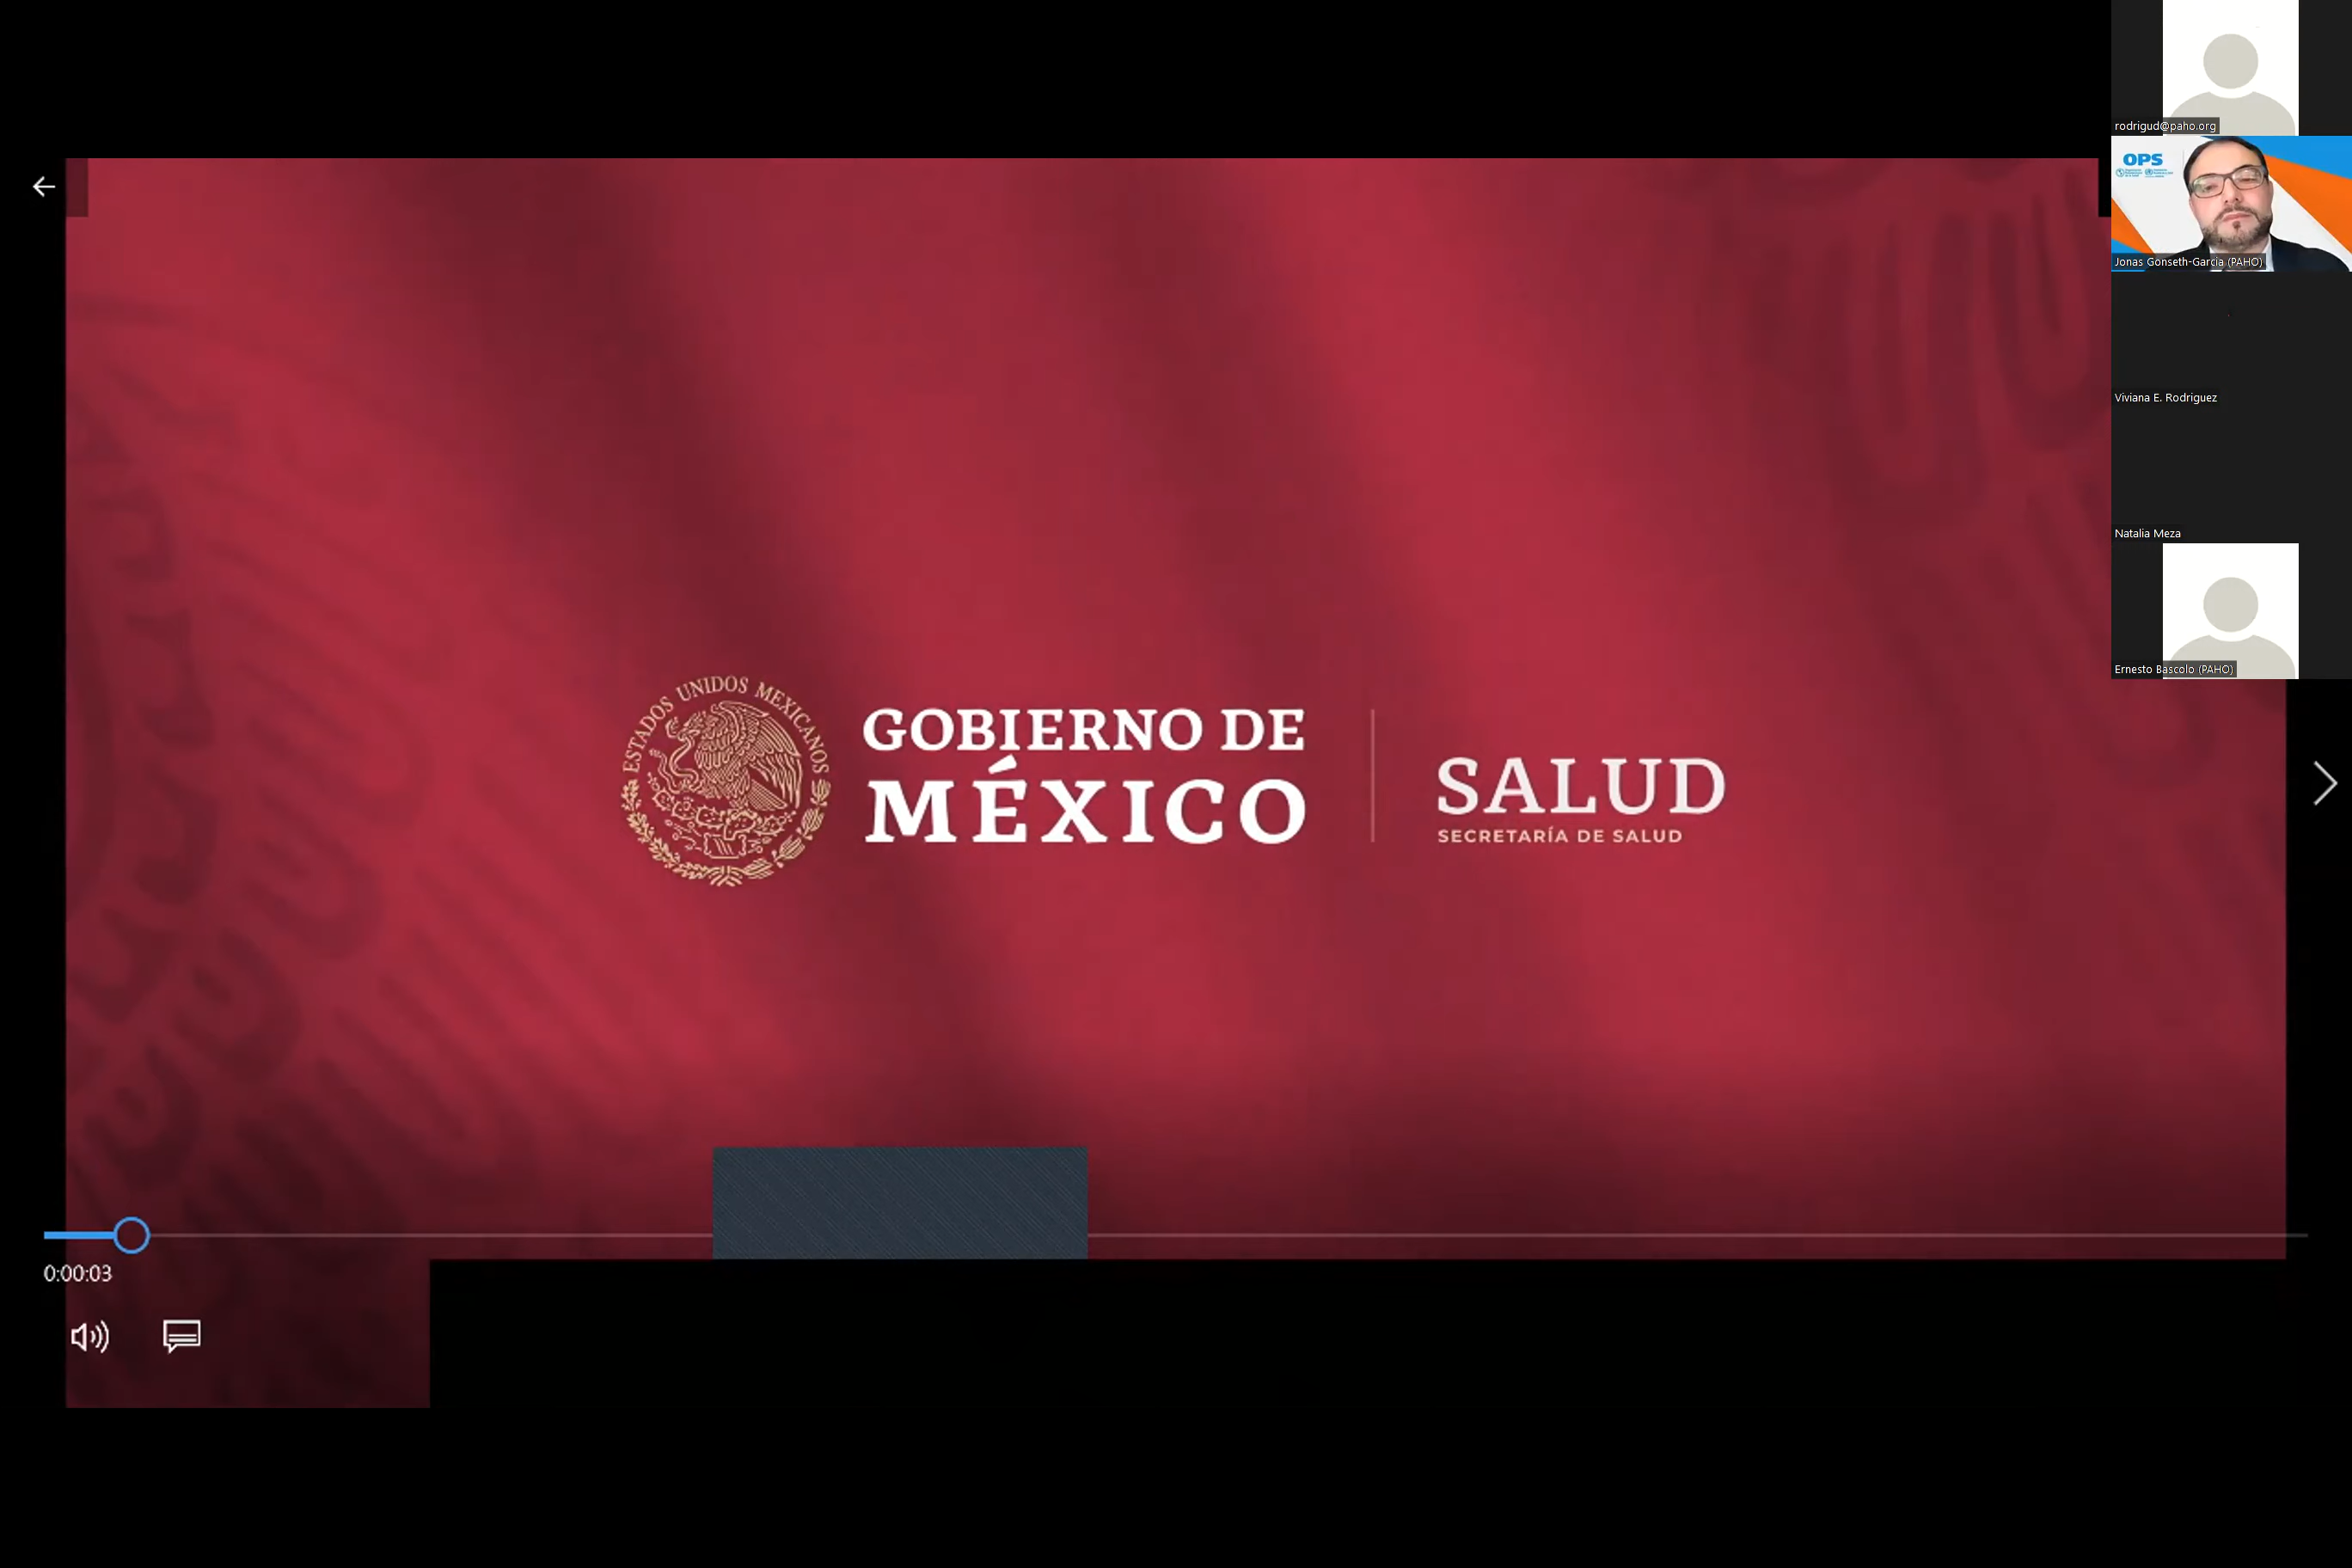 rodrigud@paho.org
OPS
Jonas Gonseth-Garcia (PAHO)
Viviana E. Rodriguez
Natalia Meza
Ernesto Bascolo (PAHO)
ESTADOS UNIDOS MEXICANOS
GOBIERNO DE
MÉXICO
SALUD
SECRETARÍA DE SALUD
0:00:03